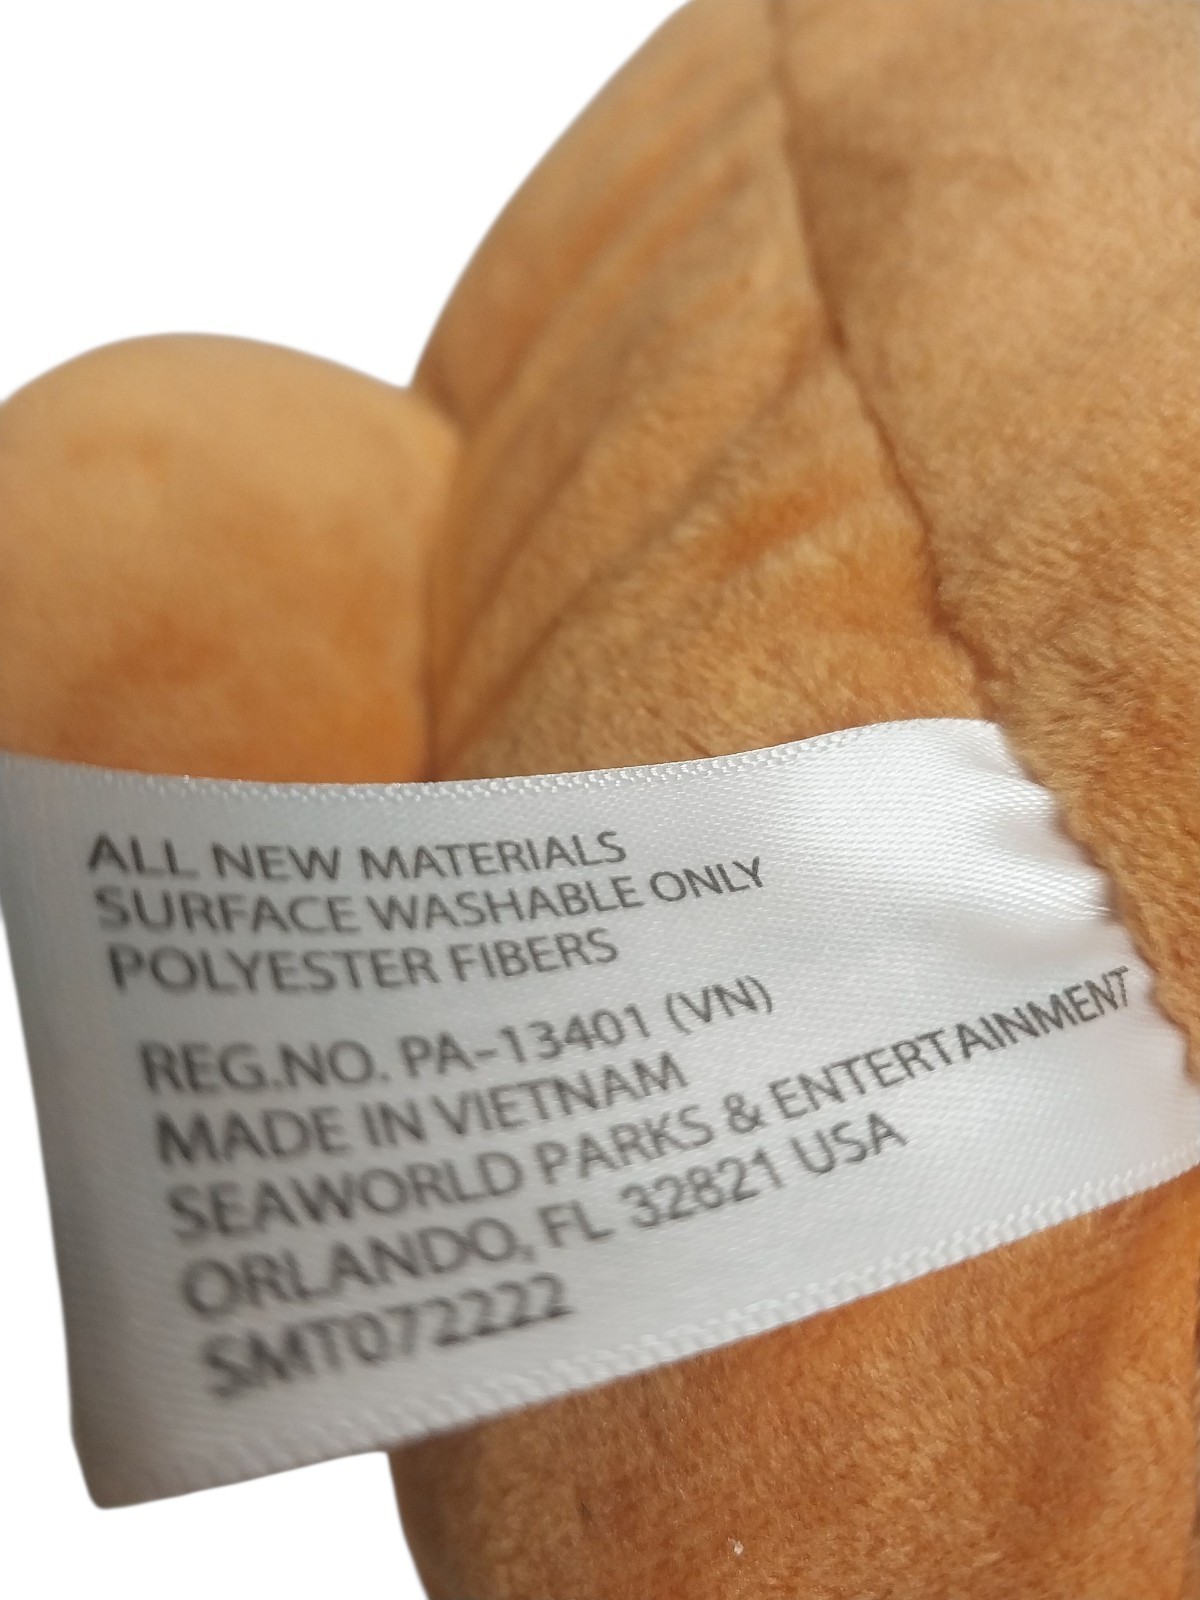 ALL NEW MATERIALS
SURFACE WASHABLE ONLY
POLYESTER FIBERS
REG.NO. PA-13401 (VN)
MADE IN VIETNAM
SEAWORLD PARKS & ENTERTAINMENT
ORLANDO, FL 32821 USA
SMT072222